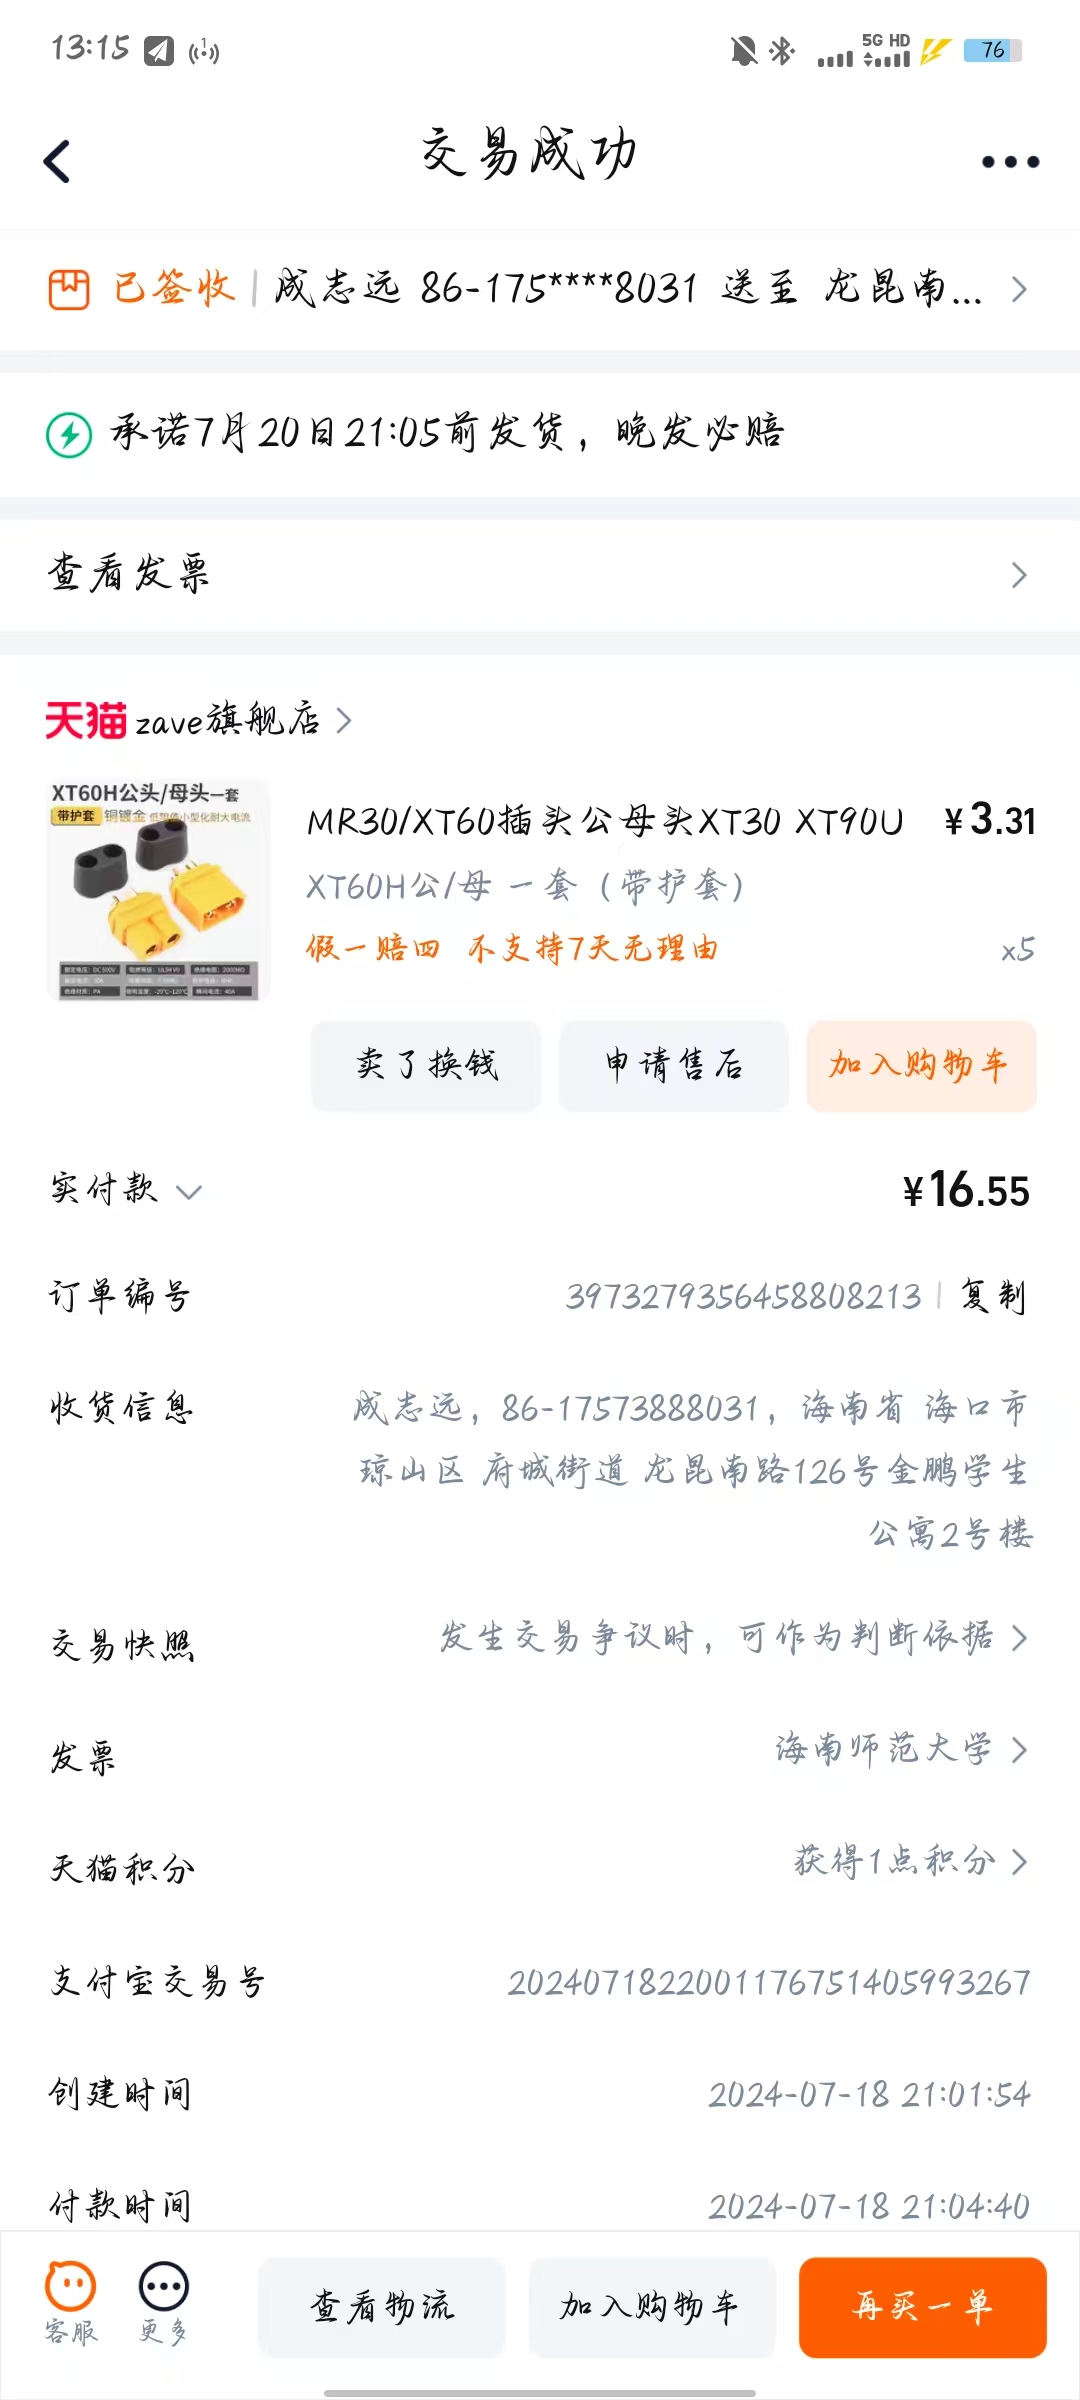 13:15
5G HD
76
交易成功
已签收 | 成志远 86-175****8031 送至 龙昆南...
承诺7月20日21:05前发货，晚发必赔
查看发票
天猫 zave旗舰店
XT60H公头/母头一套
带护套 铜镀金 低阻值小型化耐大电流
MR30/XT60插头公母头XT30 XT90U ¥3.31
XT60H公/母 一套（带护套）
假一赔四 不支持7天无理由 x5
卖了换钱 申请售后 加入购物车
实付款 ¥16.55
订单编号 3973279356458808213 | 复制
收货信息 成志远，86-17573888031，海南省 海口市
琼山区 府城街道 龙昆南路126号金鹏学生
公寓2号楼
交易快照 发生交易争议时，可作为判断依据
发票 海南师范大学
天猫积分 获得1点积分
支付宝交易号 2024071822001176751405993267
创建时间 2024-07-18 21:01:54
付款时间 2024-07-18 21:04:40
客服 更多 查看物流 加入购物车 再买一单